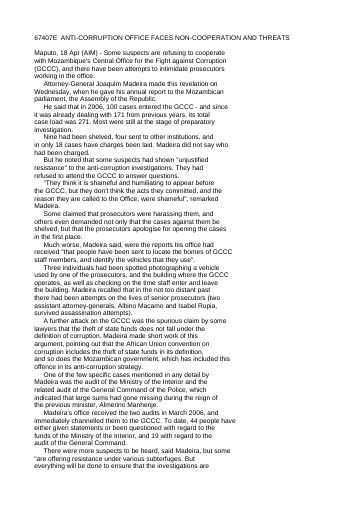 67407E  ANTI-CORRUPTION OFFICE FACES NON-COOPERATION AND THREATS
Maputo, 18 Apr (AIM) - Some suspects are refusing to cooperate
with Mozambique's Central Office for the Fight against Corruption
(GCCC), and there have been attempts to intimidate prosecutors
working in the office.
Attorney-General Joaquim Madeira made this revelation on
Wednesday, when he gave his annual report to the Mozambican
parliament, the Assembly of the Republic.
He said that in 2006, 100 cases entered the GCCC - and since
it was already dealing with 171 from previous years, its total
case load was 271. Most were still at the stage of preparatory
investigation.
Nine had been shelved, four sent to other institutions, and
in only 18 cases have charges been laid. Madeira did not say who
had been charged.
But he noted some suspects had shown "unjustified
resistance" to the anti-corruption investigations. They had
refused to attend the GCCC to answer questions.
"They think it is shameful and humiliating to appear before
the GCCC, but they don't think the acts they committed, and the
reason they are called to the Office, were shameful", remarked
Madeira.
Some claimed that prosecutors were harassing them, and
others even demanded not only that the cases against them be
shelved, but that the prosecutors apologise for opening the cases
in the first place.
Much worse, Madeira said, were the reports his office had
received "that people have been sent to locate the homes of GCCC
staff members, and identify the vehicles that they use".
Three individuals had been spotted photographing a vehicle
used by one of the prosecutors, and the building where the GCCC
operates, as well as checking on the time staff enter and leave
the building. Madeira recalled that in the not too distant past
there had been attempts on the lives of senior prosecutors (two
assistant attorney-generals, Albino Macamo and Isabel Rupia,
survived assassination attempts).
A further attack on the GCCC was the spurious claim by some
lawyers that the theft of state funds does not fall under the
definition of corruption. Madeira made short work of this
argument, pointing out that the African Union convention on
corruption includes the theft of state funds in its definition,
and so does the Mozambican government, which has included this
offence in its anti-corruption strategy.
One of the few specific cases mentioned in any detail by
Madeira was the audit of the Ministry of the Interior and the
related audit of the General Command of the Police, which
indicated that large sums had gone missing during the reign of
the previous minister, Almerino Manhenje.
Madeira's office received the two audits in March 2006, and
immediately channelled them to the GCCC. To date, 44 people have
either given statements or been questioned with regard to the
funds of the Ministry of the Interior, and 19 with regard to the
audit of the General Command.
There were more suspects to be heard, said Madeira, but some
"are offering resistance under various subterfuges. But
everything will be done to ensure that the investigations are